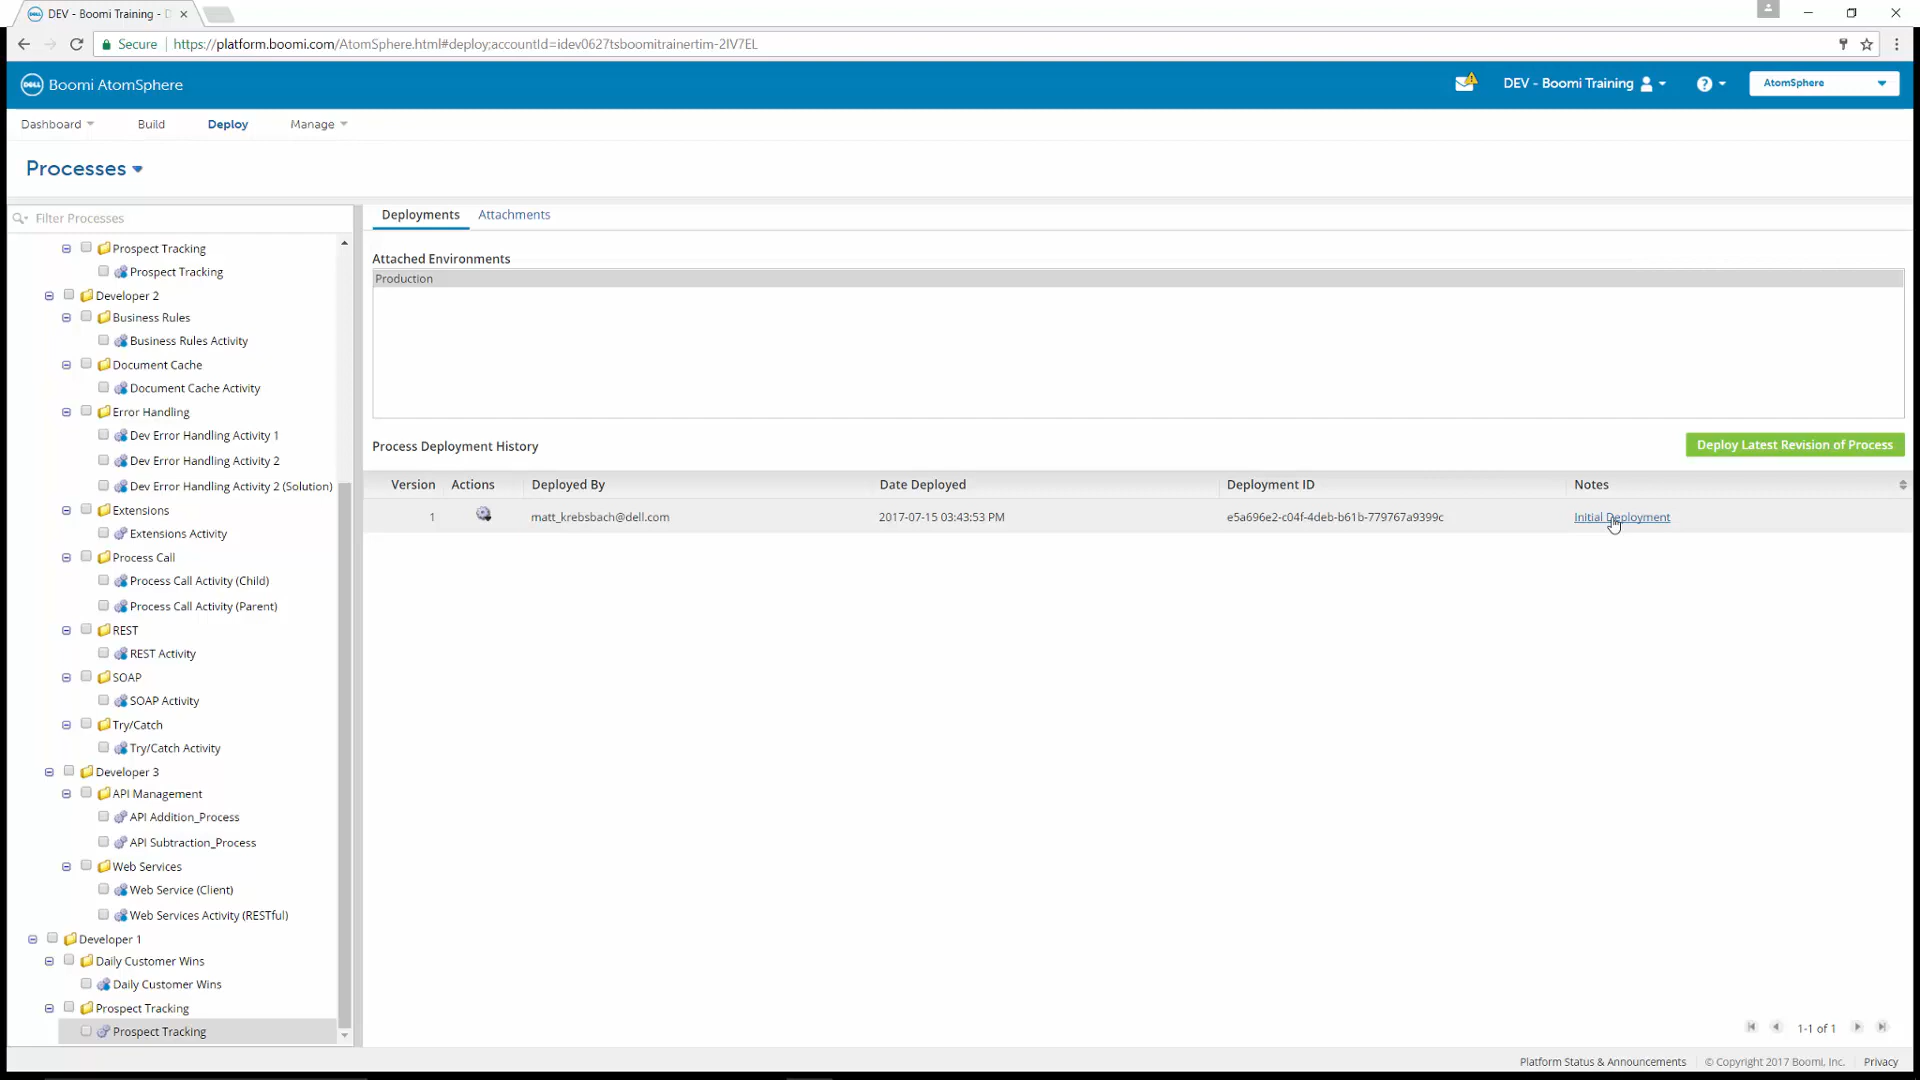 DEV - Boomi Training - D
Secure https://platform.boomi.com/AtomSphere.html#deploy;accountId=idev0627tsboomitrainertim-2IV7EL
DELL Boomi AtomSphere
DEV - Boomi Training
?
AtomSphere
Dashboard Build Deploy Manage
Processes
Filter Processes
Prospect Tracking
Prospect Tracking
Developer 2
Business Rules
Business Rules Activity
Document Cache
Document Cache Activity
Error Handling
Dev Error Handling Activity 1
Dev Error Handling Activity 2
Dev Error Handling Activity 2 (Solution)
Extensions
Extensions Activity
Process Call
Process Call Activity (Child)
Process Call Activity (Parent)
REST
REST Activity
SOAP
SOAP Activity
Try/Catch
Try/Catch Activity
Developer 3
API Management
API Addition_Process
API Subtraction_Process
Web Services
Web Service (Client)
Web Services Activity (RESTful)
Developer 1
Daily Customer Wins
Daily Customer Wins
Prospect Tracking
Prospect Tracking
Deployments Attachments
Attached Environments
Production
Process Deployment History
Deploy Latest Revision of Process
Version Actions Deployed By Date Deployed Deployment ID Notes
1 matt_krebsbach@dell.com 2017-07-15 03:43:53 PM e5a696e2-c04f-4deb-b61b-779767a9399c Initial Deployment
1-1 of 1
Platform Status & Announcements © Copyright 2017 Boomi, Inc. Privacy